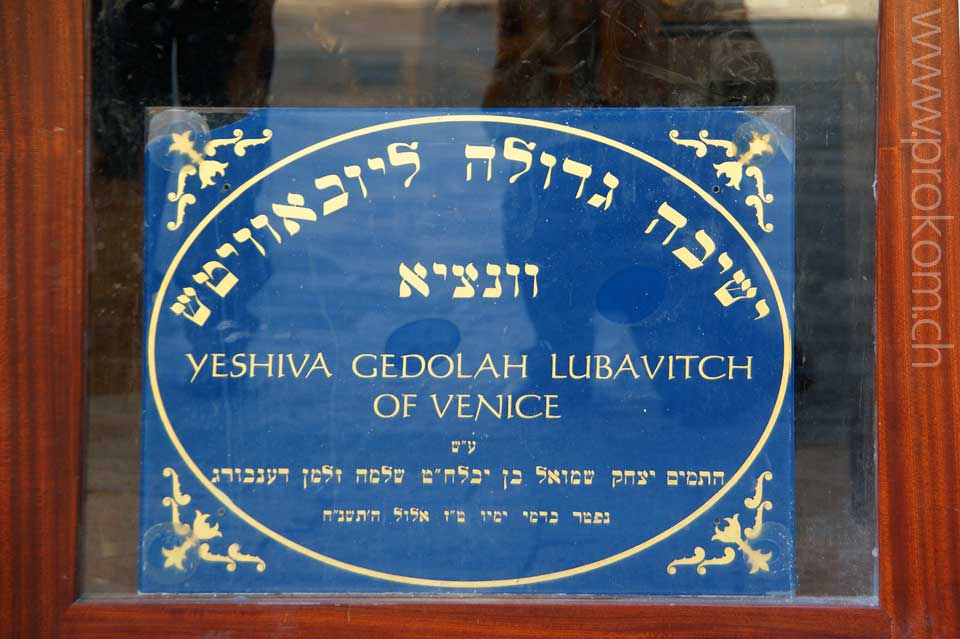 ישיבה גדולה ליובאוויטש
וונציא
YESHIVA GEDOLAH LUBAVITCH
OF VENICE
ע"ש
התמים יצחק שמואל בן יבלח"ט שלמה זלמן דענבורג
נפטר בדמי ימיו ט"ז אלול ה'תשנ"ח
www.prokom.ch